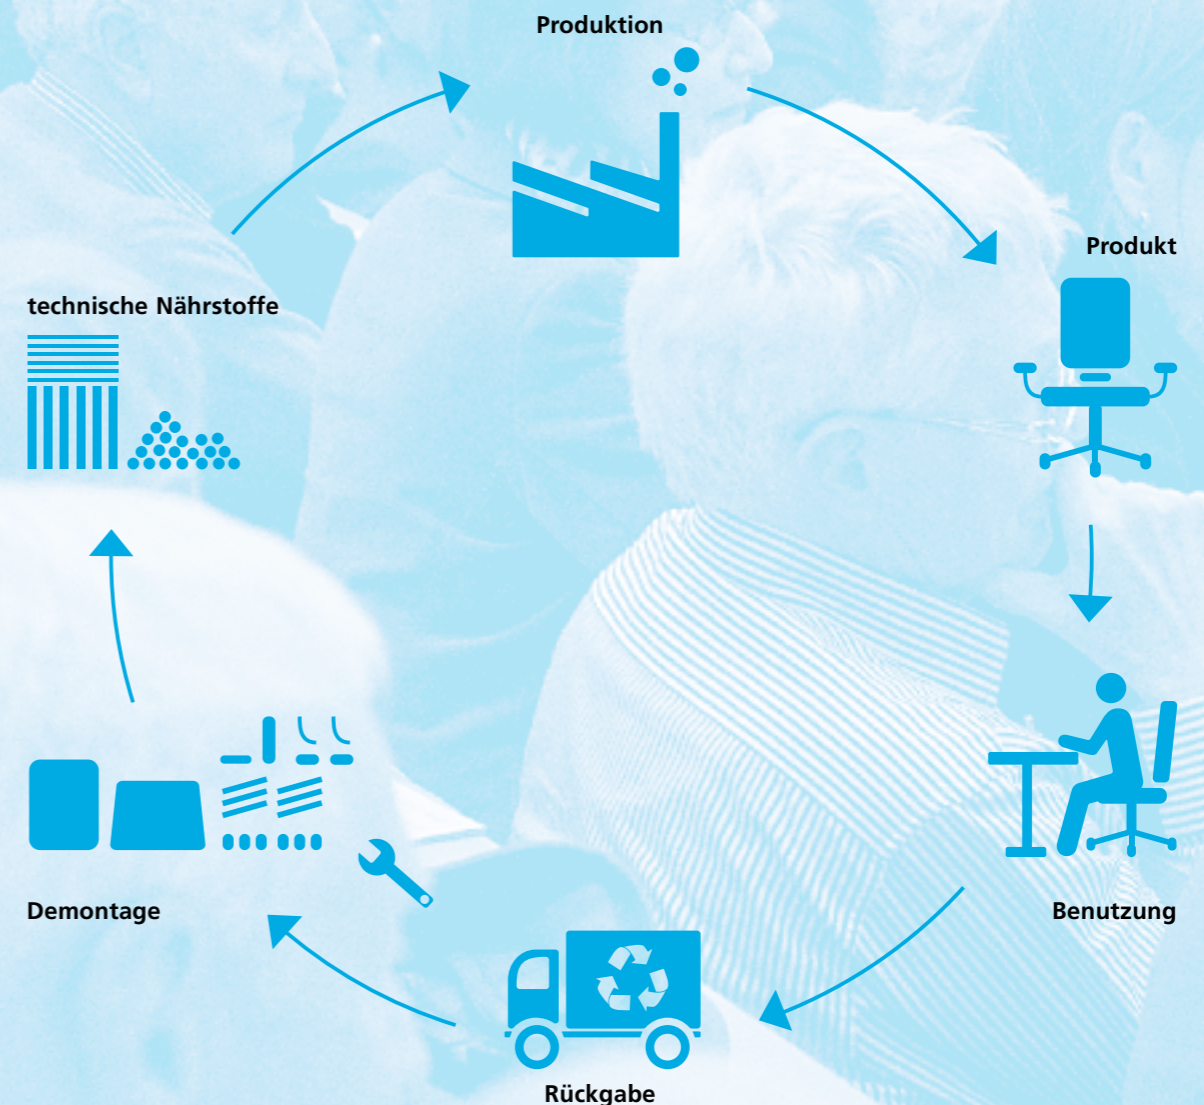 Produktion
Produkt
technische Nährstoffe
Benutzung
Demontage
Rückgabe